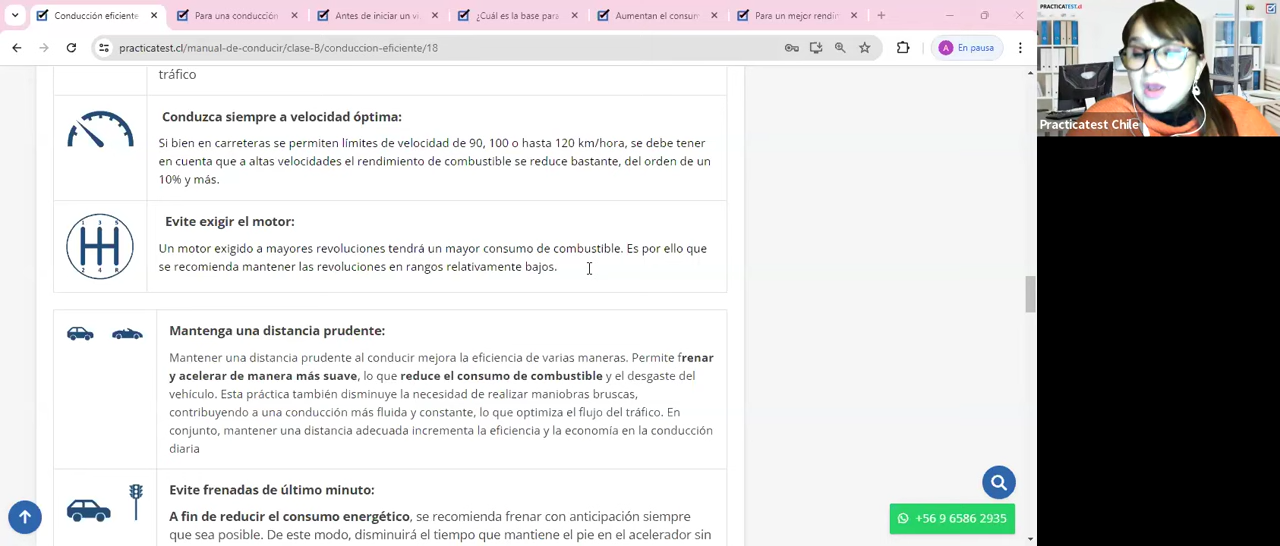 Conducción eficiente
Para una conducción
Antes de iniciar un vi
¿Cuál es la base para
Aumentan el consum
Para un mejor rendim
practicatest.cl/manual-de-conducir/clase-B/conduccion-eficiente/18
A
En pausa
PRACTICATEST.cl
Practicatest Chile
tráfico
Conduzca siempre a velocidad óptima:
Si bien en carreteras se permiten límites de velocidad de 90, 100 o hasta 120 km/hora, se debe tener
en cuenta que a altas velocidades el rendimiento de combustible se reduce bastante, del orden de un
10% y más.
1 3 5
2 4 R
Evite exigir el motor:
Un motor exigido a mayores revoluciones tendrá un mayor consumo de combustible. Es por ello que
se recomienda mantener las revoluciones en rangos relativamente bajos.
Mantenga una distancia prudente:
Mantener una distancia prudente al conducir mejora la eficiencia de varias maneras. Permite frenar
y acelerar de manera más suave, lo que reduce el consumo de combustible y el desgaste del
vehículo. Esta práctica también disminuye la necesidad de realizar maniobras bruscas,
contribuyendo a una conducción más fluida y constante, lo que optimiza el flujo del tráfico. En
conjunto, mantener una distancia adecuada incrementa la eficiencia y la economía en la conducción
diaria
Evite frenadas de último minuto:
A fin de reducir el consumo energético, se recomienda frenar con anticipación siempre
que sea posible. De este modo, disminuirá el tiempo que mantiene el pie en el acelerador sin
+56 9 6586 2935